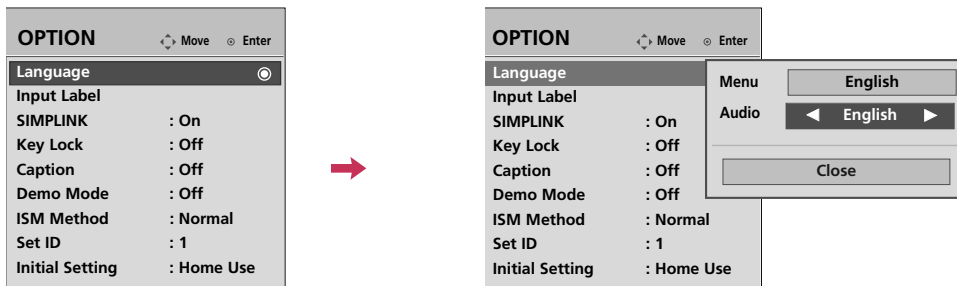 OPTION Move Enter
Language
Input Label
SIMPLINK : On
Key Lock : Off
Caption : Off
Demo Mode : Off
ISM Method : Normal
Set ID : 1
Initial Setting : Home Use
OPTION Move Enter
Language
Input Label
SIMPLINK : On
Key Lock : Off
Caption : Off
Demo Mode : Off
ISM Method : Normal
Set ID : 1
Initial Setting : Home Use
Menu English
Audio ◀ English ▶
Close